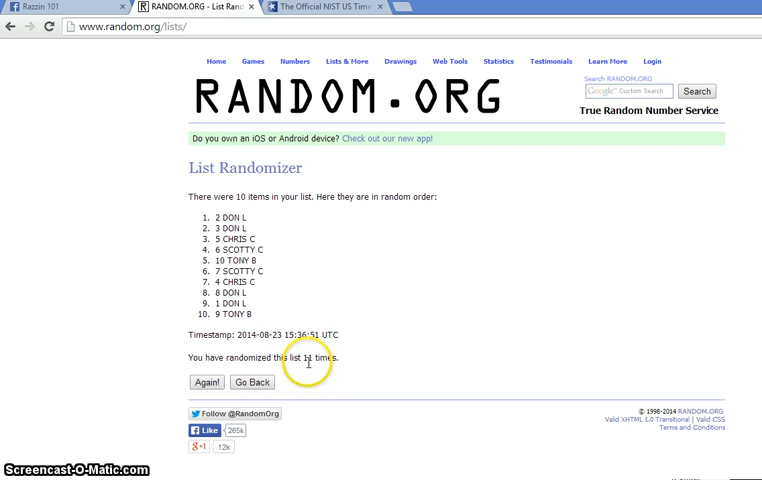 Razzin 101
RANDOM.ORG - List Rand
The Official NIST US Time
www.random.org/lists/
Home Games Numbers Lists & More Drawings Web Tools Statistics Testimonials Learn More Login
Search RANDOM.ORG
Google™ Custom Search Search
RANDOM.ORG
True Random Number Service
Do you own an iOS or Android device? Check out our new app!
List Randomizer
There were 10 items in your list. Here they are in random order:
1. 2 DON L
2. 3 DON L
3. 5 CHRIS C
4. 6 SCOTTY C
5. 10 TONY B
6. 7 SCOTTY C
7. 4 CHRIS C
8. 8 DON L
9. 1 DON L
10. 9 TONY B
Timestamp: 2014-08-23 15:36:51 UTC
You have randomized this list 11 times.
Again! Go Back
Follow @RandomOrg
Like 265k
g+1 12k
© 1998-2014 RANDOM.ORG
Valid XHTML 1.0 Transitional | Valid CSS
Terms and Conditions
Screencast-O-Matic.com